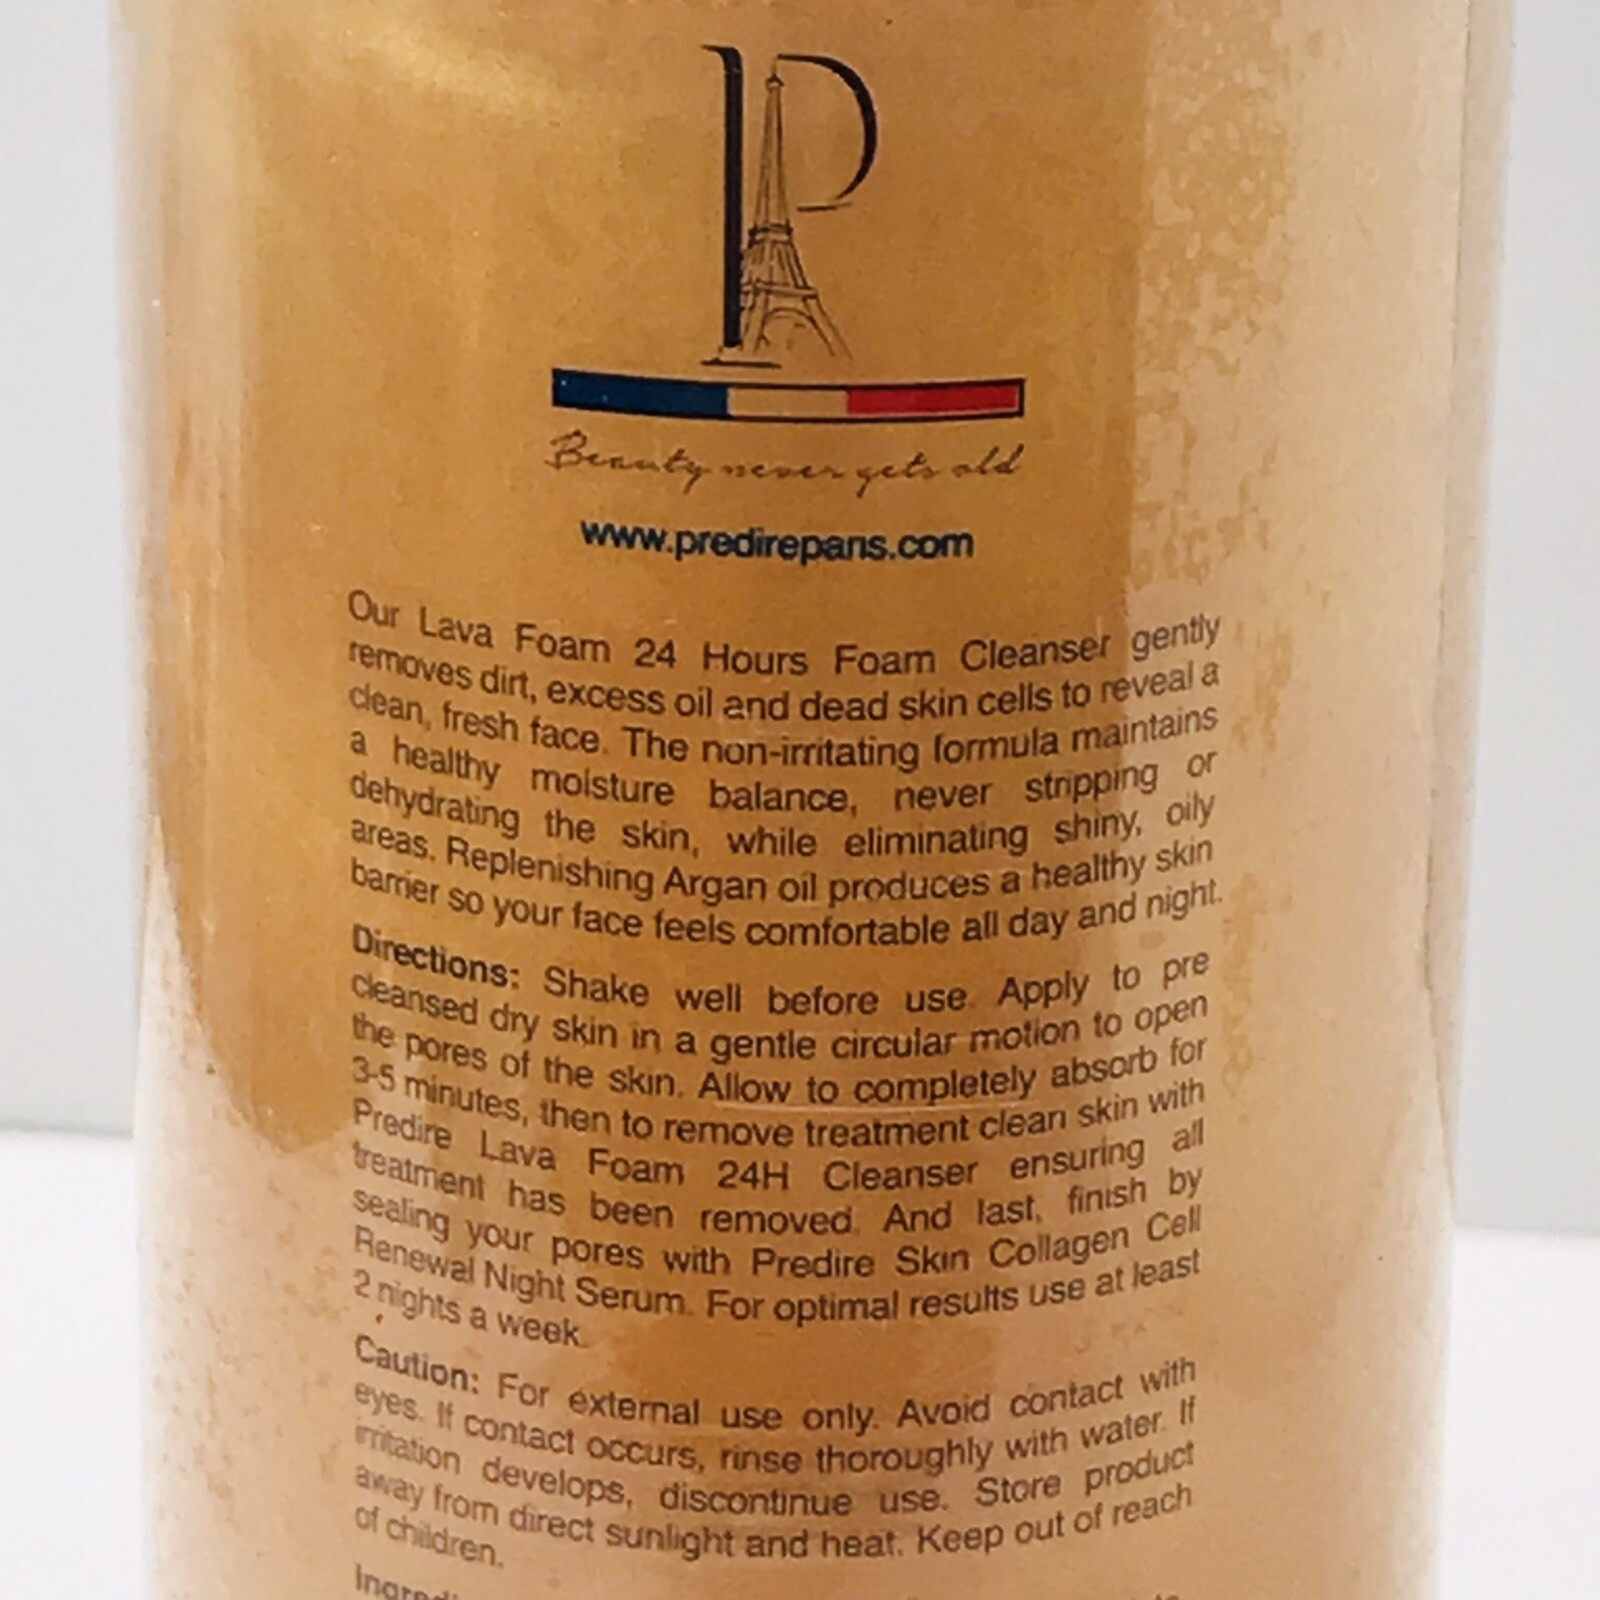 P
Beauty never gets old
www.predireparis.com
Our Lava Foam 24 Hours Foam Cleanser gently
removes dirt, excess oil and dead skin cells to reveal a
clean, fresh face. The non-irritating formula maintains
a healthy moisture balance, never stripping or
dehydrating the skin, while eliminating shiny, oily
areas. Replenishing Argan oil produces a healthy skin
barrier so your face feels comfortable all day and night.
Directions: Shake well before use. Apply to pre
cleansed dry skin in a gentle circular motion to open
the pores of the skin. Allow to completely absorb for
3-5 minutes, then to remove treatment clean skin with
Predire Lava Foam 24H Cleanser ensuring all
treatment has been removed. And last, finish by
sealing your pores with Predire Skin Collagen Cell
Renewal Night Serum. For optimal results use at least
2 nights a week.
Caution: For external use only. Avoid contact with
eyes. If contact occurs, rinse thoroughly with water. If
irritation develops, discontinue use. Store product
away from direct sunlight and heat. Keep out of reach
of children.